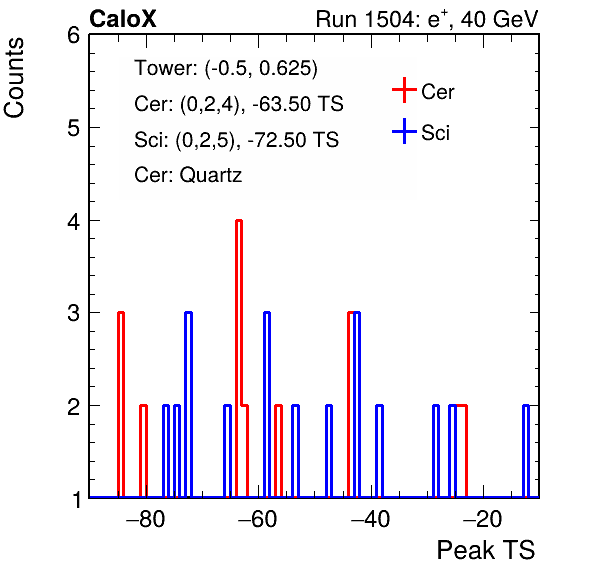 CaloX Run 1504: e⁺, 40 GeV
Counts
6
Tower: (-0.5, 0.625)
Cer: (0,2,4), -63.50 TS
Sci: (0,2,5), -72.50 TS
Cer: Quartz
Cer
Sci
5
4
3
2
1
−80 −60 −40 −20
Peak TS